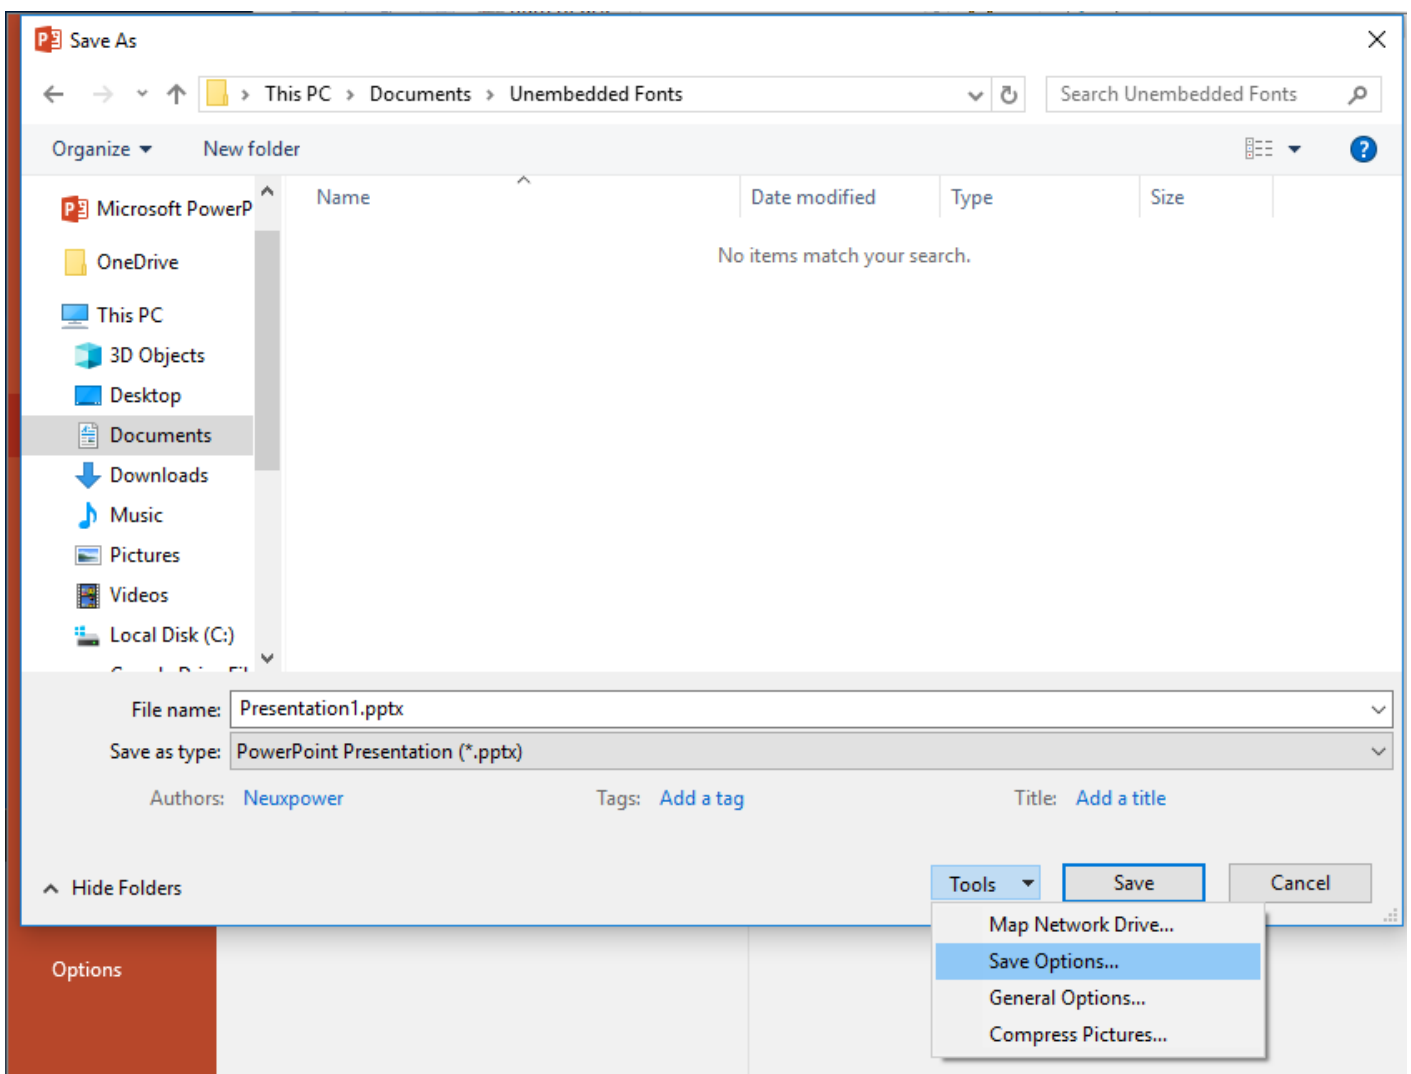 Save As
This PC > Documents > Unembedded Fonts
Search Unembedded Fonts
Organize
New folder
Name
Date modified
Type
Size
Microsoft PowerP
OneDrive
This PC
3D Objects
Desktop
Documents
Downloads
Music
Pictures
Videos
Local Disk (C:)
No items match your search.
File name: Presentation1.pptx
Save as type: PowerPoint Presentation (*.pptx)
Authors: Neuxpower
Tags: Add a tag
Title: Add a title
Hide Folders
Tools
Save
Cancel
Map Network Drive...
Save Options...
General Options...
Compress Pictures...
Options